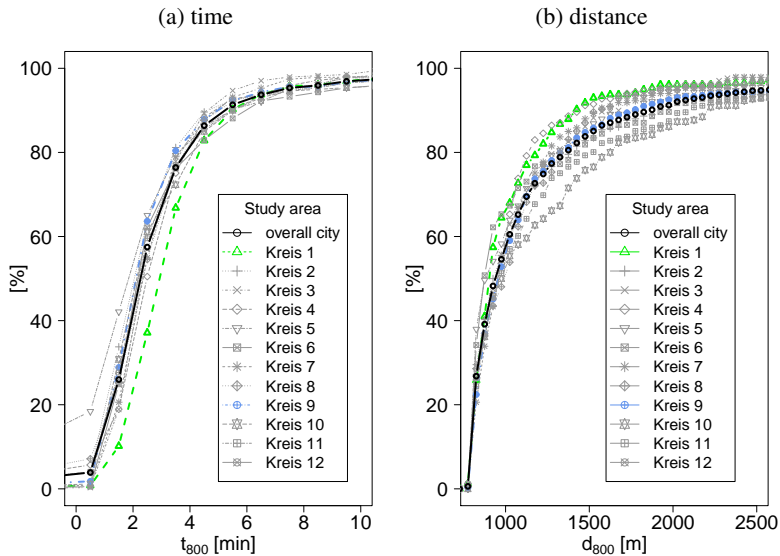 (a) time
(b) distance
100
80
60
40
20
0
[%]
0 2 4 6 8 10
t800 [min]
Study area
overall city
Kreis 1
Kreis 2
Kreis 3
Kreis 4
Kreis 5
Kreis 6
Kreis 7
Kreis 8
Kreis 9
Kreis 10
Kreis 11
Kreis 12
100
80
60
40
20
0
[%]
1000 1500 2000 2500
d800 [m]
Study area
overall city
Kreis 1
Kreis 2
Kreis 3
Kreis 4
Kreis 5
Kreis 6
Kreis 7
Kreis 8
Kreis 9
Kreis 10
Kreis 11
Kreis 12